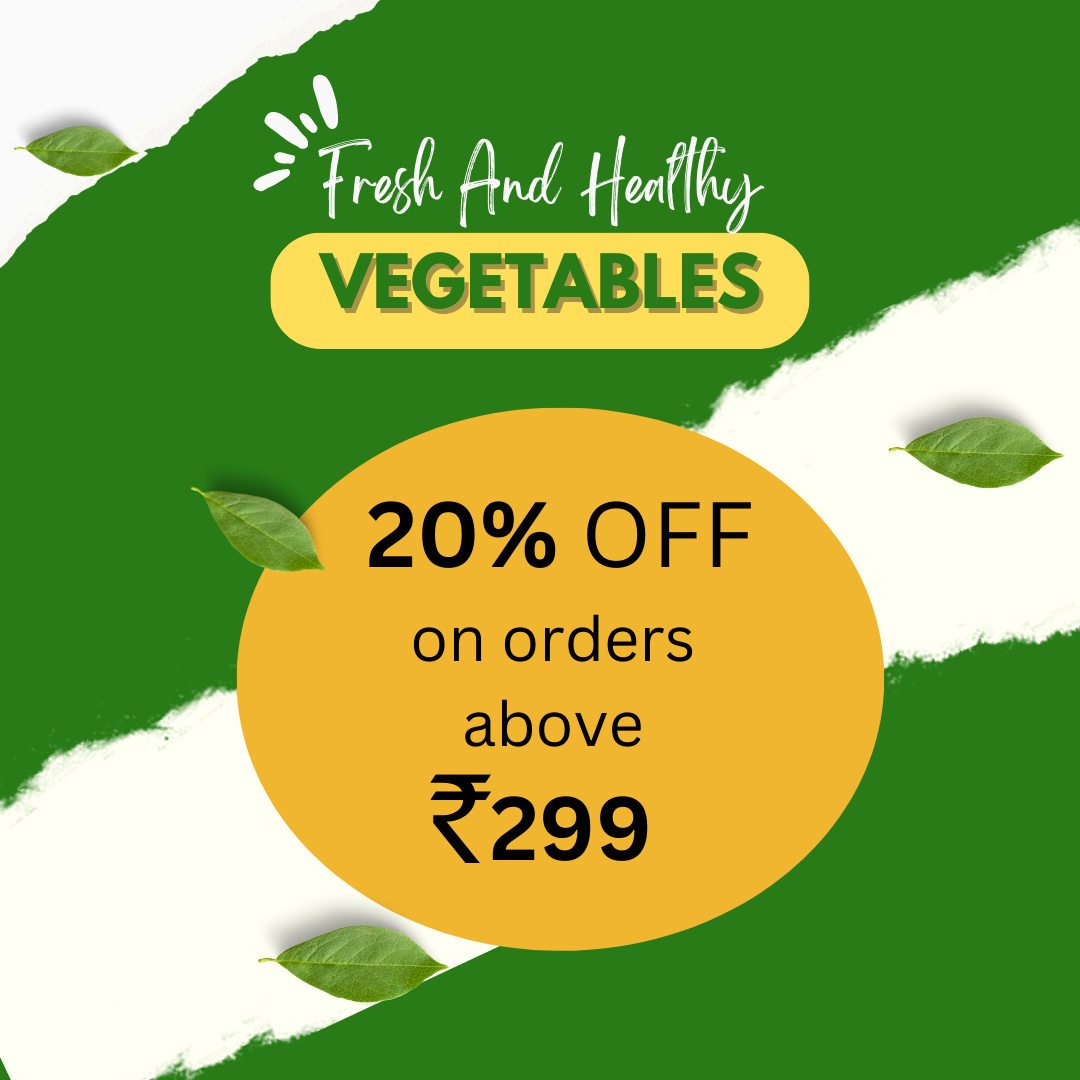 Fresh And Healthy
VEGETABLES
20% OFF
on orders
above
₹299